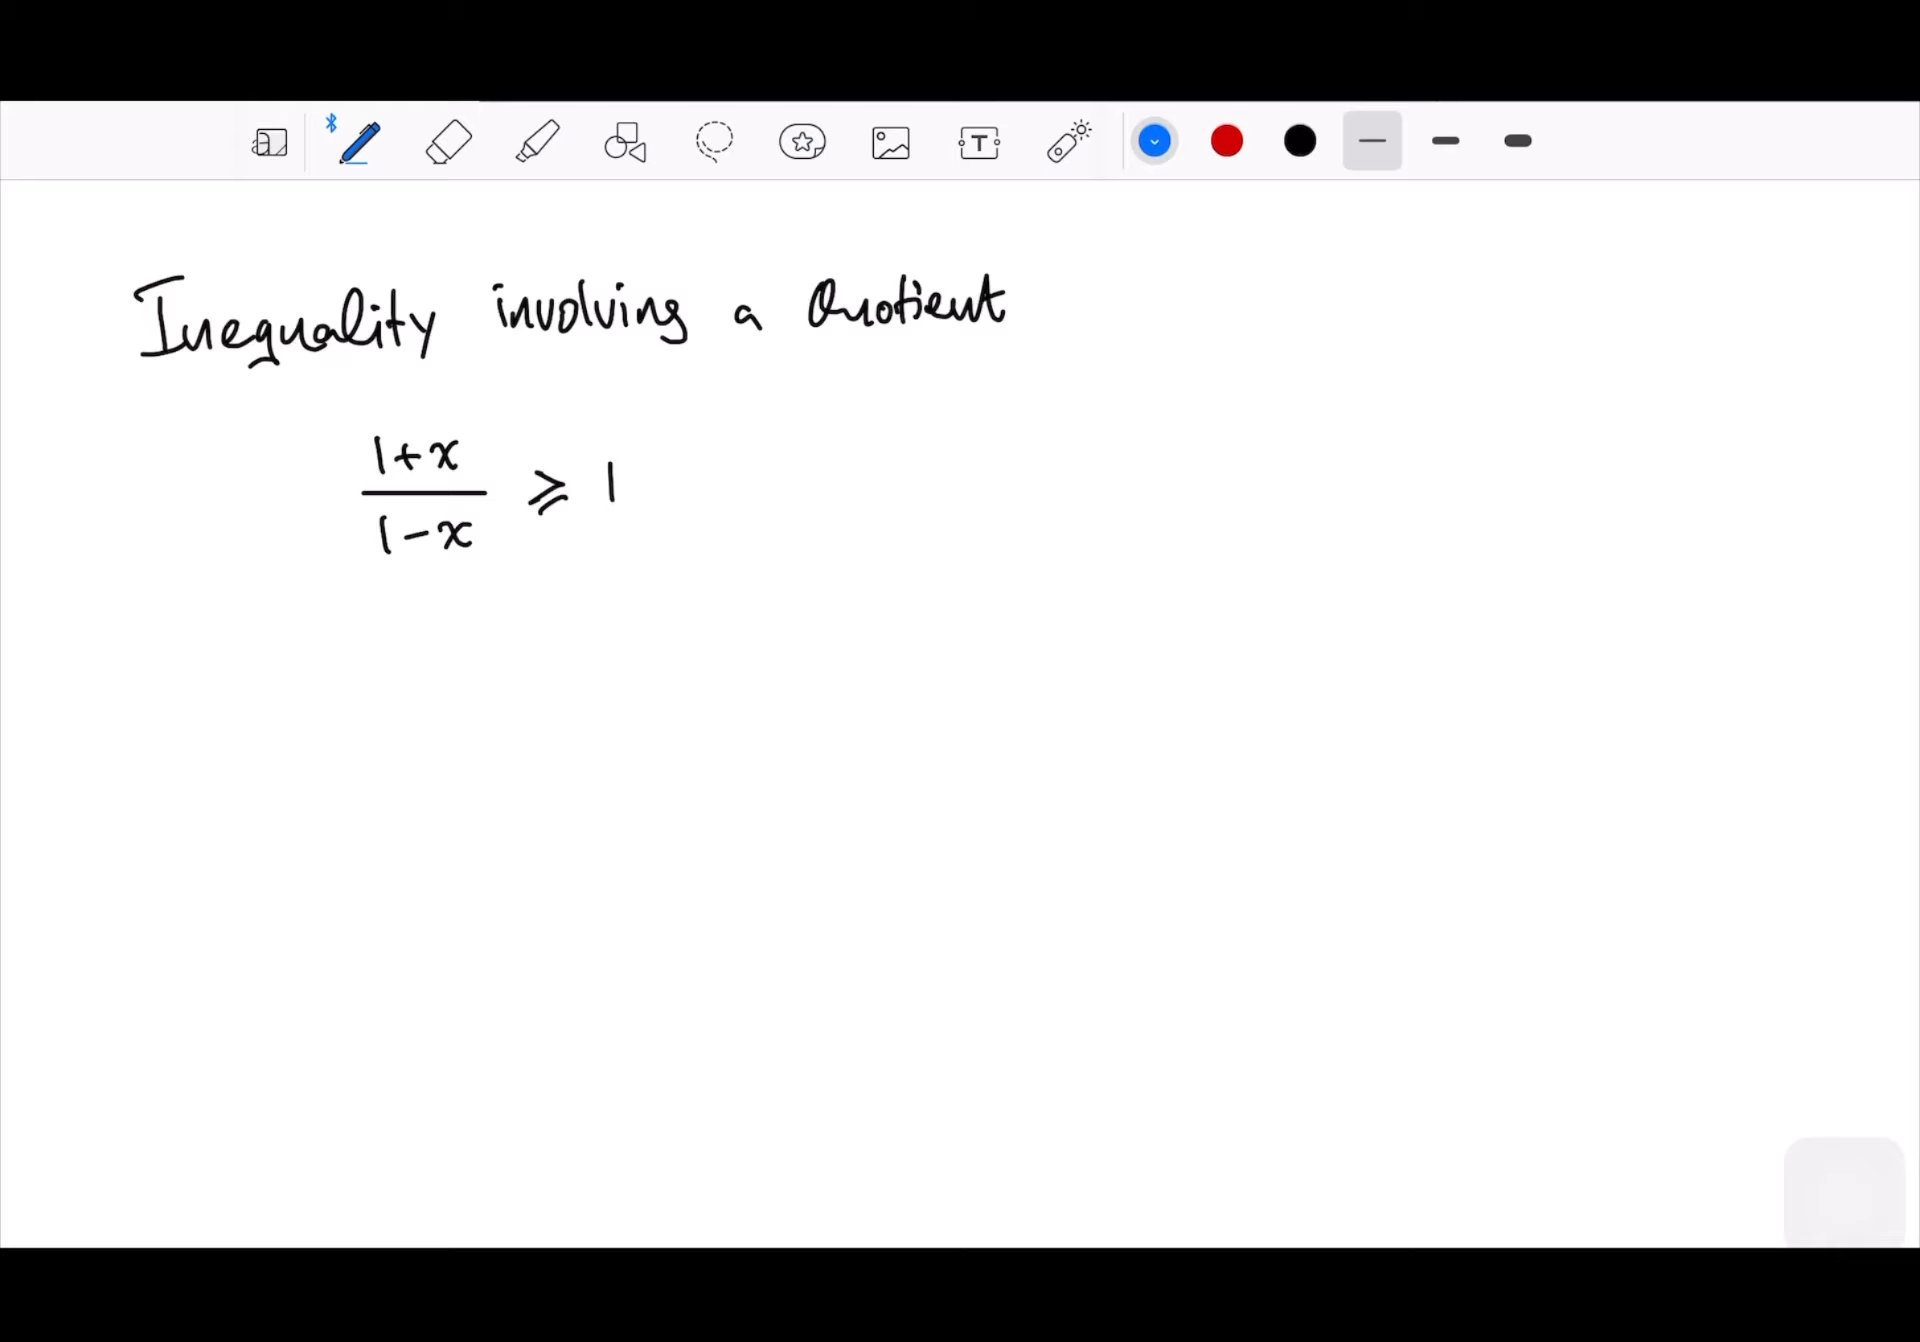 Inequality involving a Quotient
1+x
1-x
⩾ 1